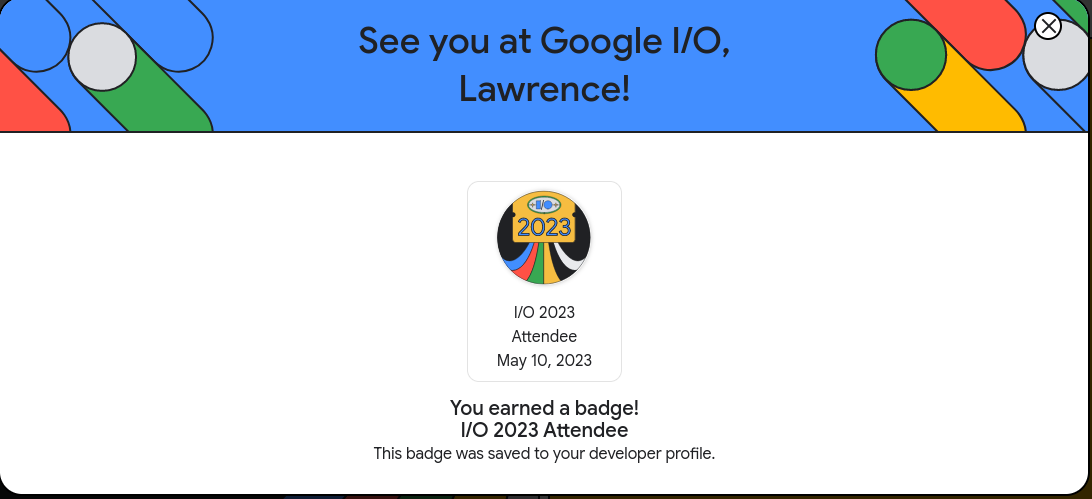 See you at Google I/O,
Lawrence!
I/O
2023
I/O 2023
Attendee
May 10, 2023
You earned a badge!
I/O 2023 Attendee
This badge was saved to your developer profile.